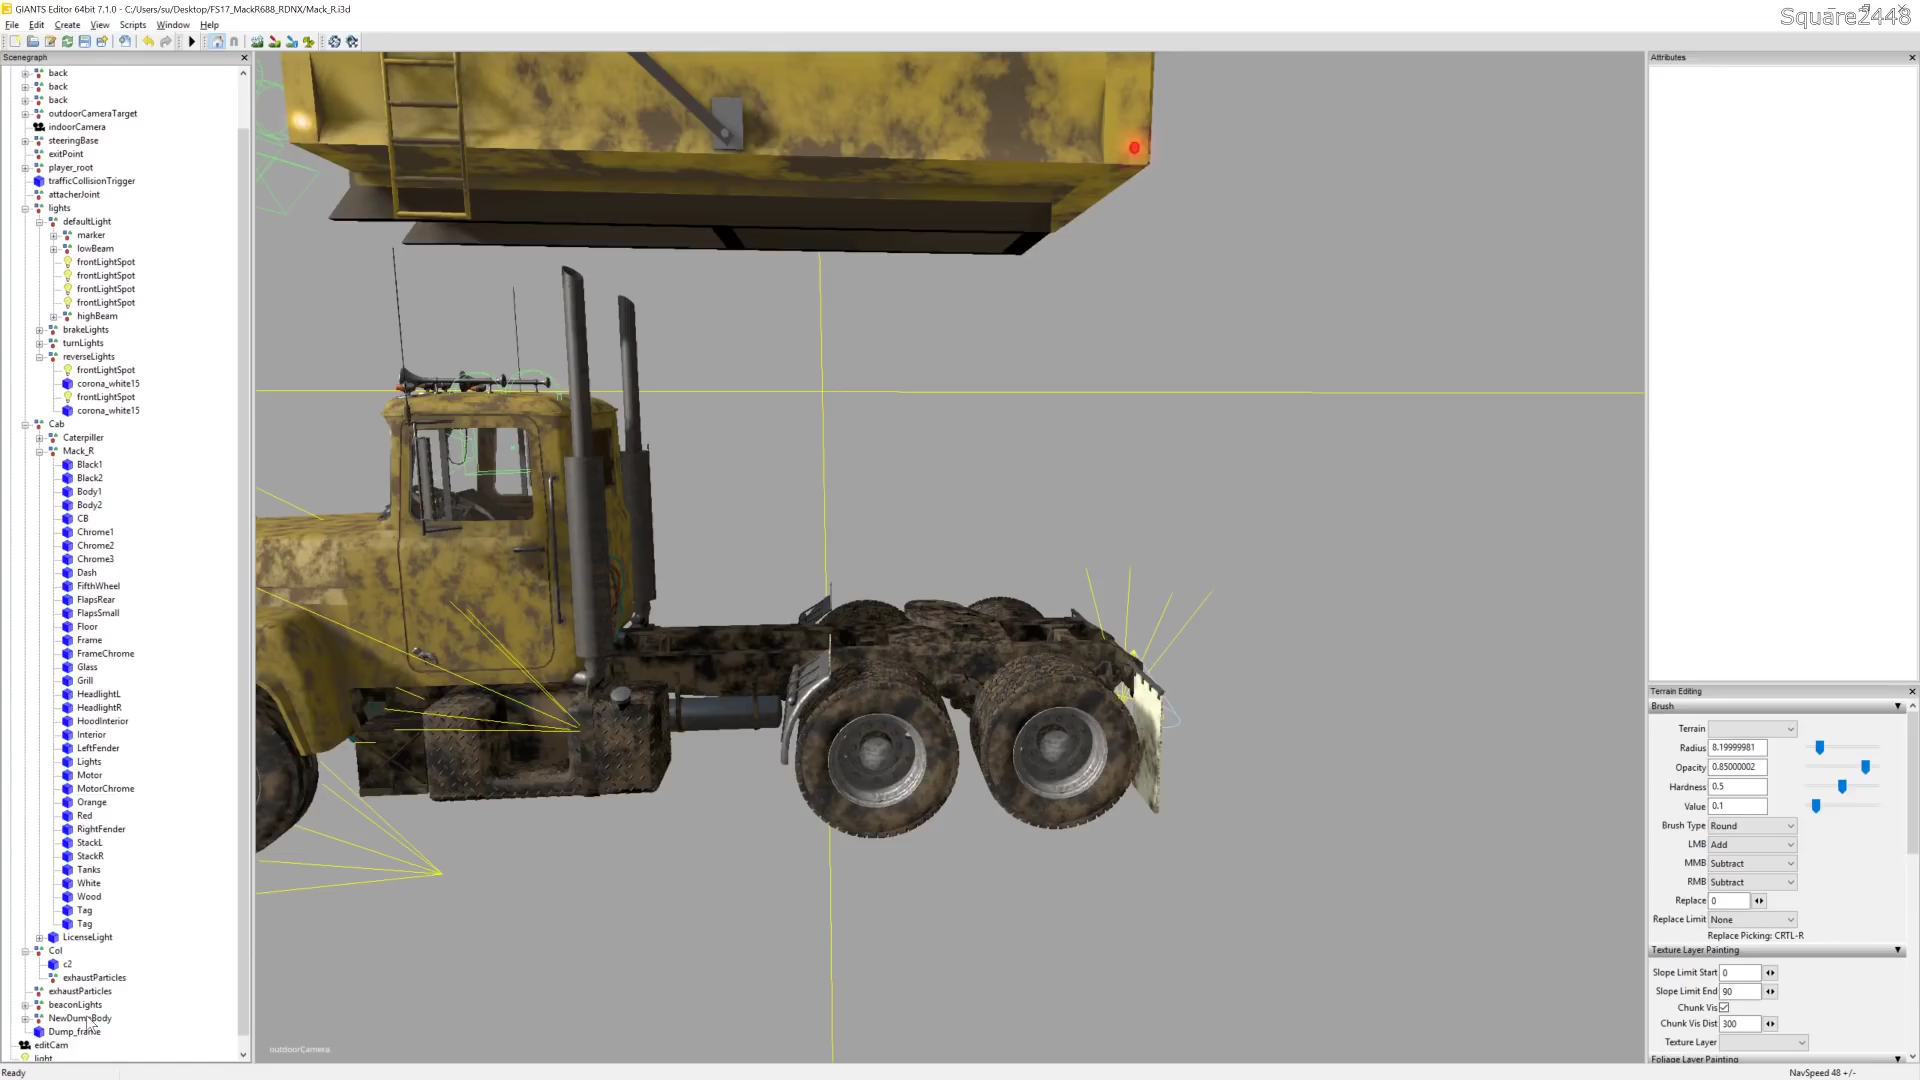 GIANTS Editor 64bit 7.1.0 - C:/Users/su/Desktop/FS17_MackR688_RDNX/Mack_R.i3d
Square2448
File Edit Create View Scripts Window Help
Scenegraph
back
back
back
outdoorCameraTarget
indoorCamera
steeringBase
exitPoint
player_root
trafficCollisionTrigger
attacherJoint
lights
defaultLight
marker
lowBeam
frontLightSpot
frontLightSpot
frontLightSpot
frontLightSpot
highBeam
brakeLights
turnLights
reverseLights
frontLightSpot
corona_white15
frontLightSpot
corona_white15
Cab
Caterpiller
Mack_R
Black1
Black2
Body1
Body2
CB
Chrome1
Chrome2
Chrome3
Dash
FifthWheel
FlapsRear
FlapsSmall
Floor
Frame
FrameChrome
Glass
Grill
HeadlightL
HeadlightR
HoodInterior
Interior
LeftFender
Lights
Motor
MotorChrome
Orange
Red
RightFender
StackL
StackR
Tanks
White
Wood
Tag
Tag
LicenseLight
Col
c2
exhaustParticles
exhaustParticles
beaconLights
NewDump_Body
Dump_frame
editCam
light
Ready
outdoorCamera
Attributes
Terrain Editing
Brush
Terrain
Radius 8.19999981
Opacity 0.85000002
Hardness 0.5
Value 0.1
Brush Type Round
LMB Add
MMB Subtract
RMB Subtract
Replace 0
Replace Limit None
Replace Picking: CRTL-R
Texture Layer Painting
Slope Limit Start 0
Slope Limit End 90
Chunk Vis
Chunk Vis Dist 300
Texture Layer
Foliage Layer Painting
NavSpeed 48 +/-